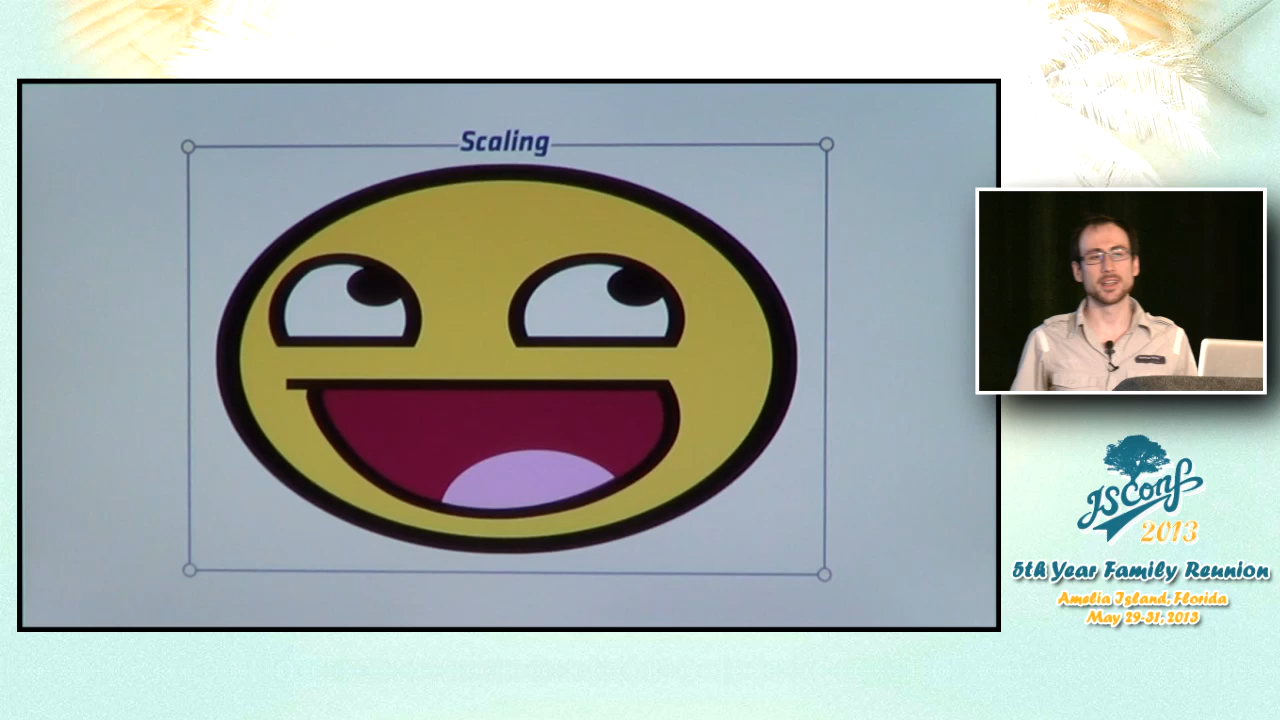 Scaling
JSConf
2013
5th Year Family Reunion
Amelia Island, Florida
May 29-31, 2013